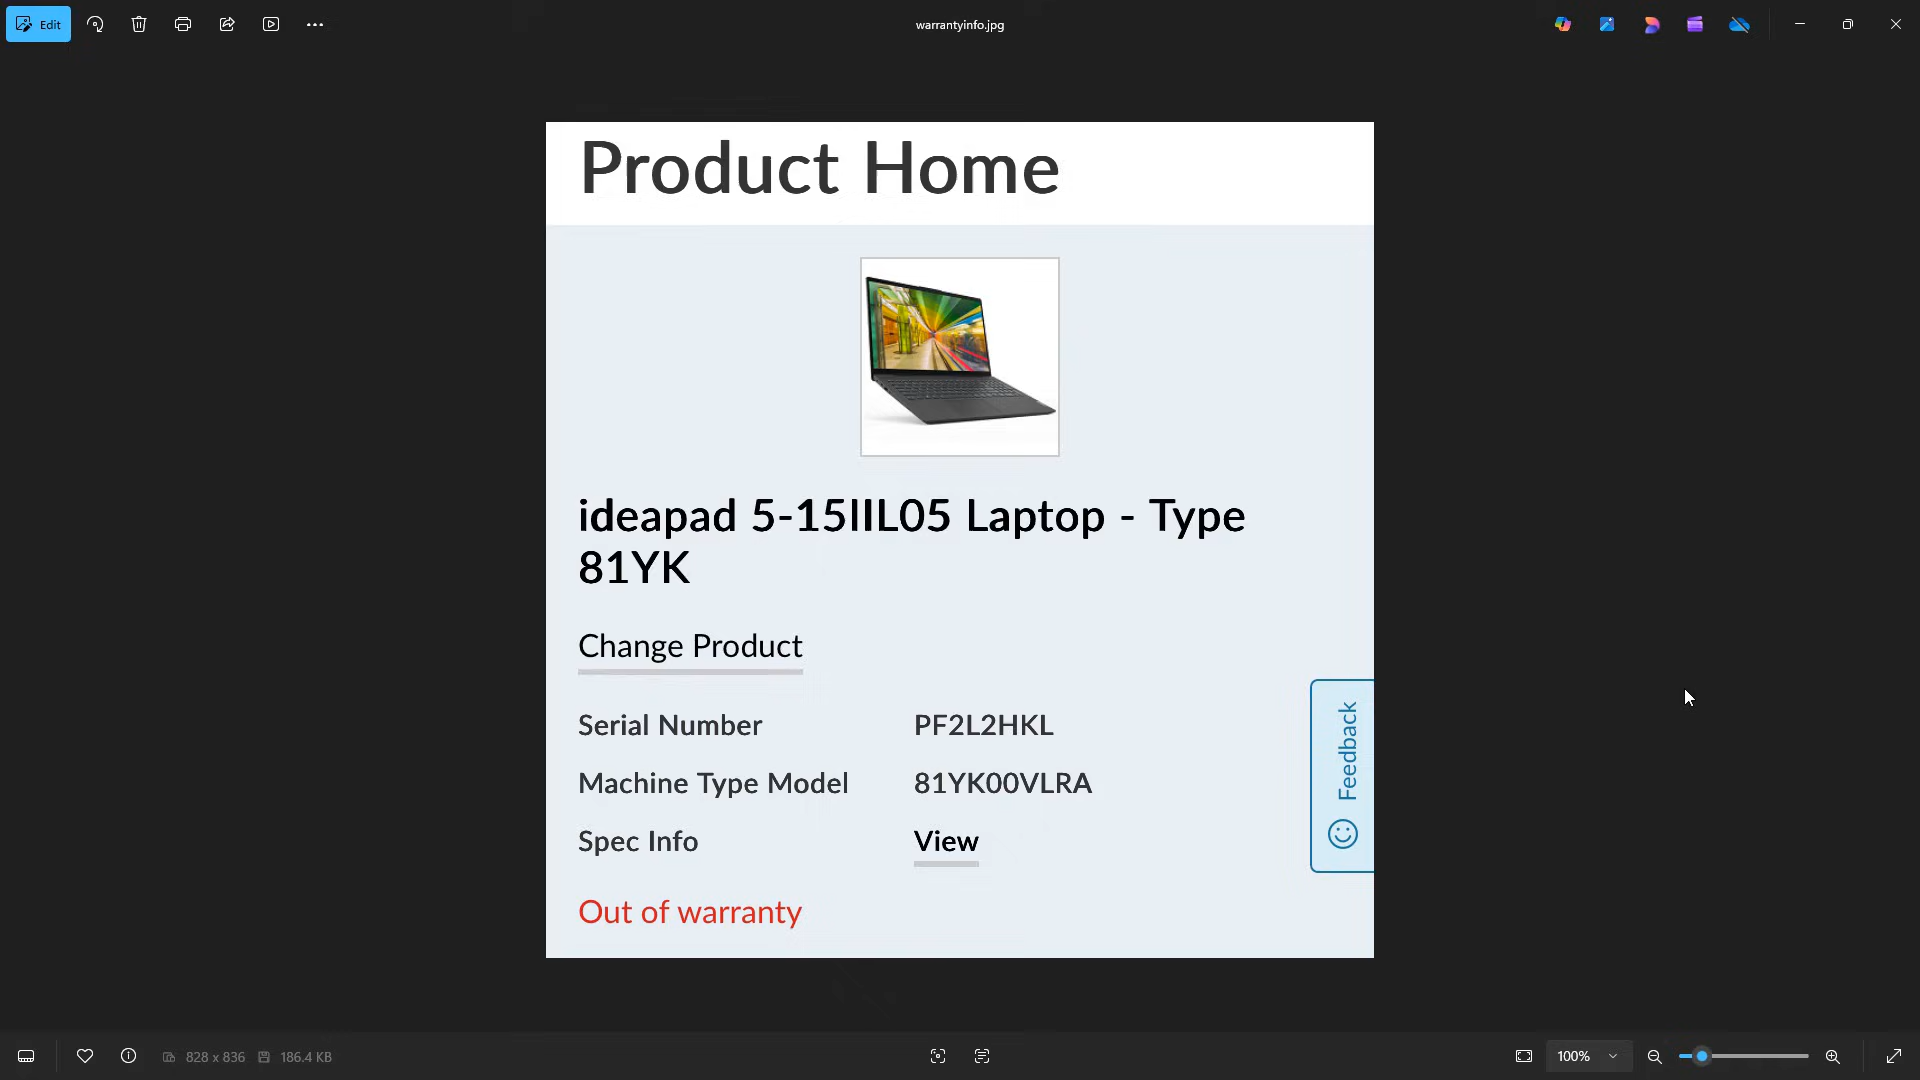 Edit
warrantyinfo.jpg
Product Home
ideapad 5-15IIL05 Laptop - Type
81YK
Change Product
Serial Number PF2L2HKL
Machine Type Model 81YK00VLRA
Spec Info View
Out of warranty
Feedback
828 x 836 186.4 KB
100%